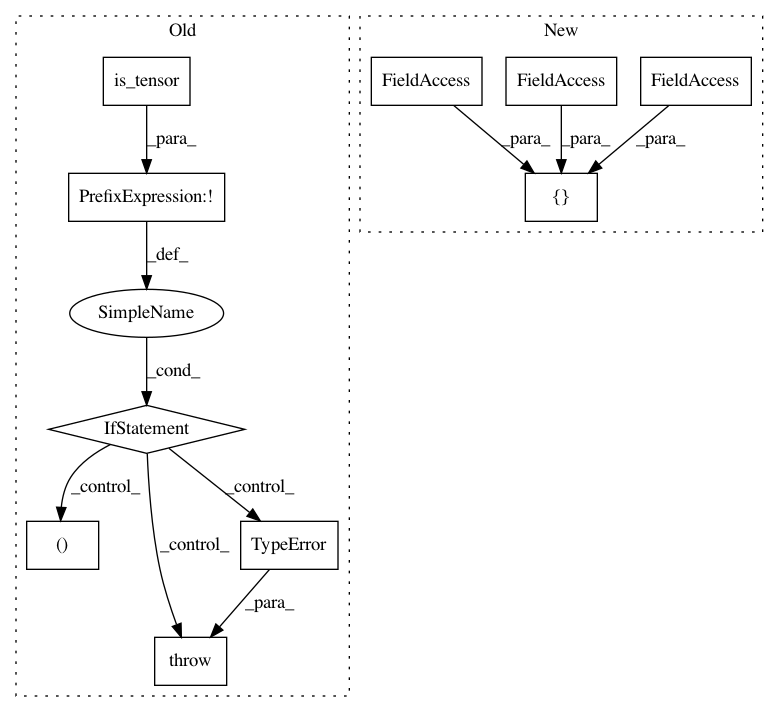 Old
New
is_tensor
FieldAccess
FieldAccess
FieldAccess
_para_
_para_
_para_
_para_
PrefixExpression:!
{}
_def_
SimpleName
_cond_
IfStatement
_control_
_control_
_control_
()
TypeError
_para_
throw